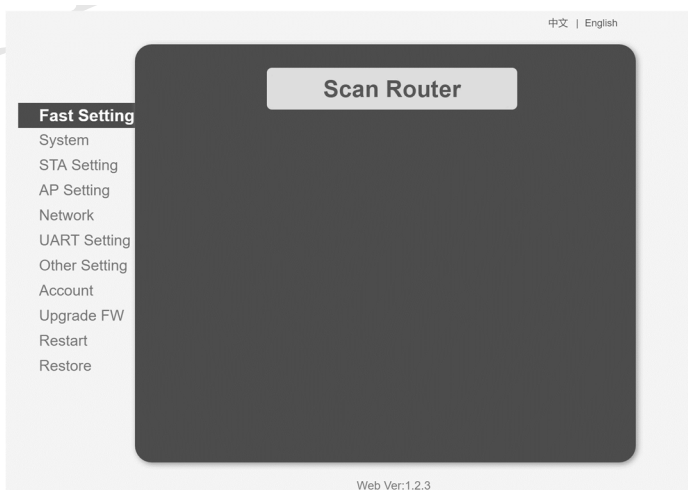 中文 | English
Scan Router
Fast Setting
System
STA Setting
AP Setting
Network
UART Setting
Other Setting
Account
Upgrade FW
Restart
Restore
Web Ver:1.2.3